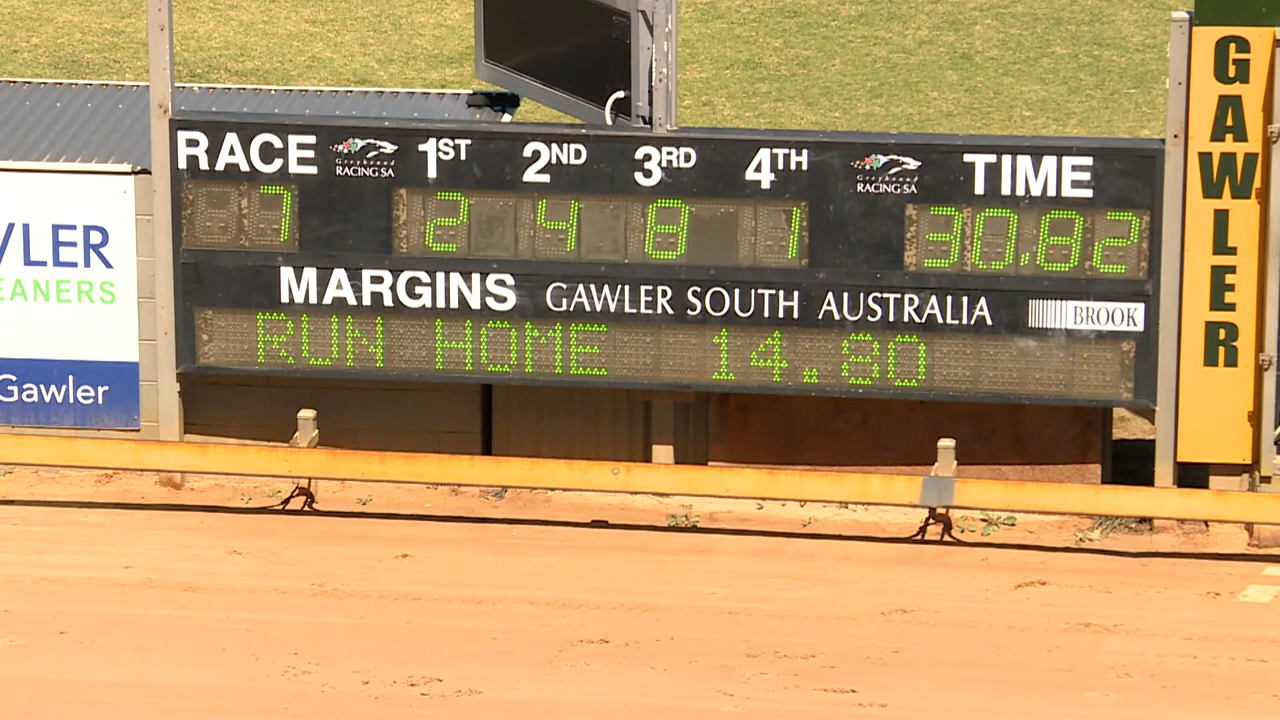 RACE 1ST 2ND 3RD 4TH TIME
Greyhound RACING SA
Greyhound RACING SA
7 2 4 8 1 30.82
MARGINS GAWLER SOUTH AUSTRALIA BROOK
RUN HOME 14.80
GAWLER
LER
EANERS
Gawler